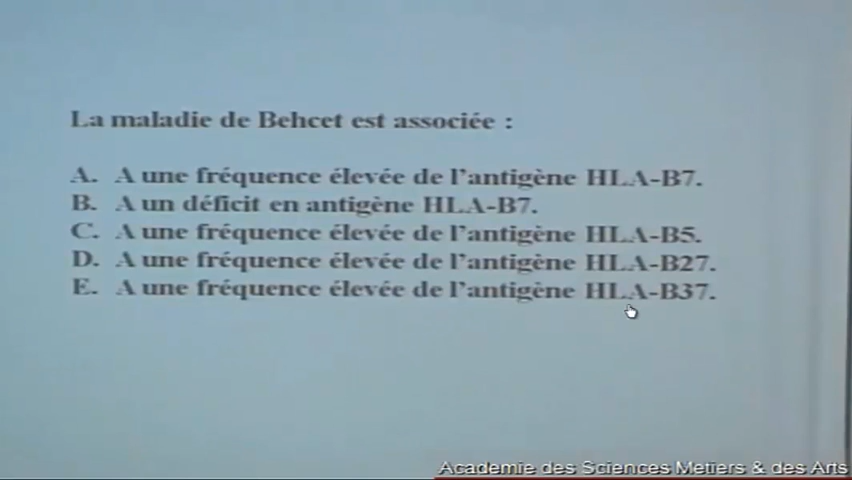 La maladie de Behcet est associée :
A. A une fréquence élevée de l'antigène HLA-B7.
B. A un déficit en antigène HLA-B7.
C. A une fréquence élevée de l'antigène HLA-B5.
D. A une fréquence élevée de l'antigène HLA-B27.
E. A une fréquence élevée de l'antigène HLA-B37.
Academie des Sciences Metiers & des Arts